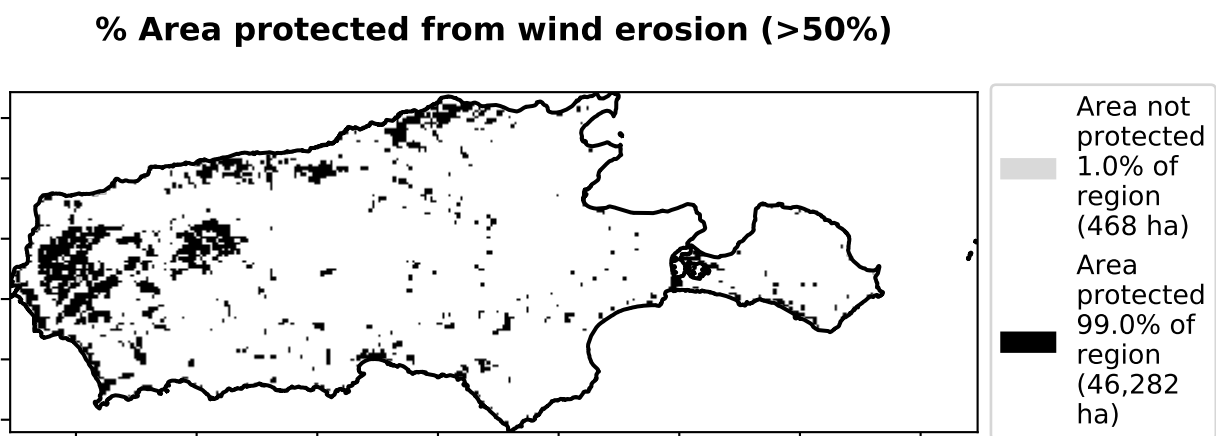 % Area protected from wind erosion (>50%)
Area not
protected
1.0% of
region
(468 ha)
Area
protected
99.0% of
region
(46,282
ha)